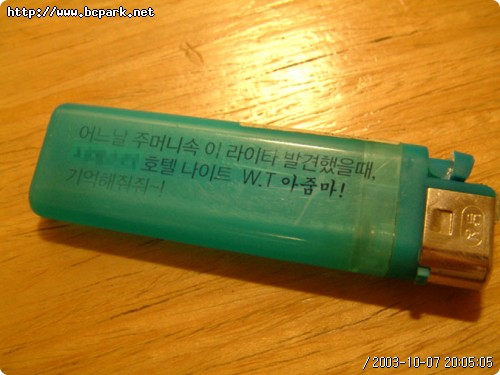 http://www.bcpark.net
어느날 주머니속 이 라이타 발견했을때,
호텔 나이트 W.T 아줌마!
기억해줘줘~!
/2003-10-07 20:05:05